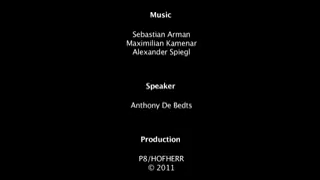 Music
Sebastian Arman
Maximilian Kamenar
Alexander Spiegl
Speaker
Anthony De Bedts
Production
P8/HOFHERR
© 2011